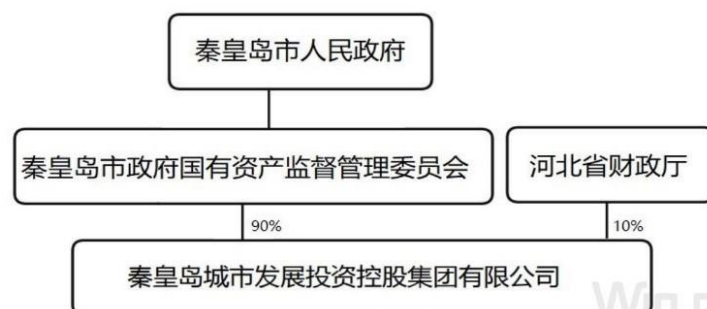 秦皇岛市人民政府
秦皇岛市政府国有资产监督管理委员会
河北省财政厅
90%
10%
秦皇岛城市发展投资控股集团有限公司